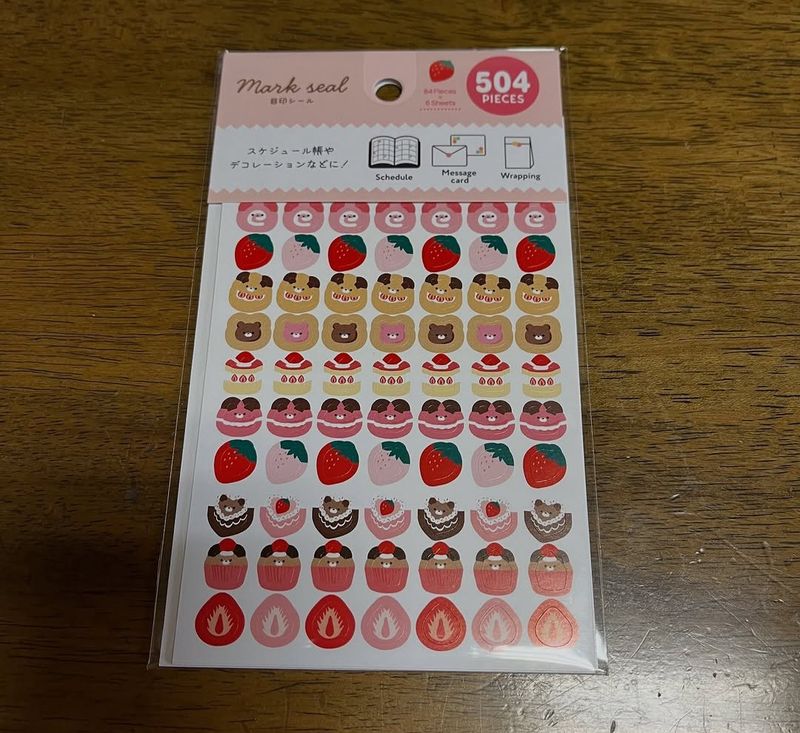 Mark seal
目印シール
84 Pieces
×
6 Sheets
504
PIECES
スケジュール帳や
デコレーションなどに！
Schedule
Message
card
Wrapping